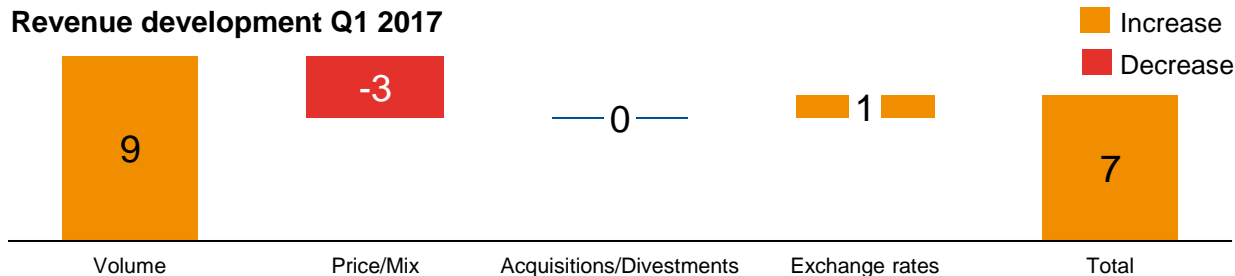 Revenue development Q1 2017
Increase
Decrease
9
-3
0
1
7
Volume
Price/Mix
Acquisitions/Divestments
Exchange rates
Total